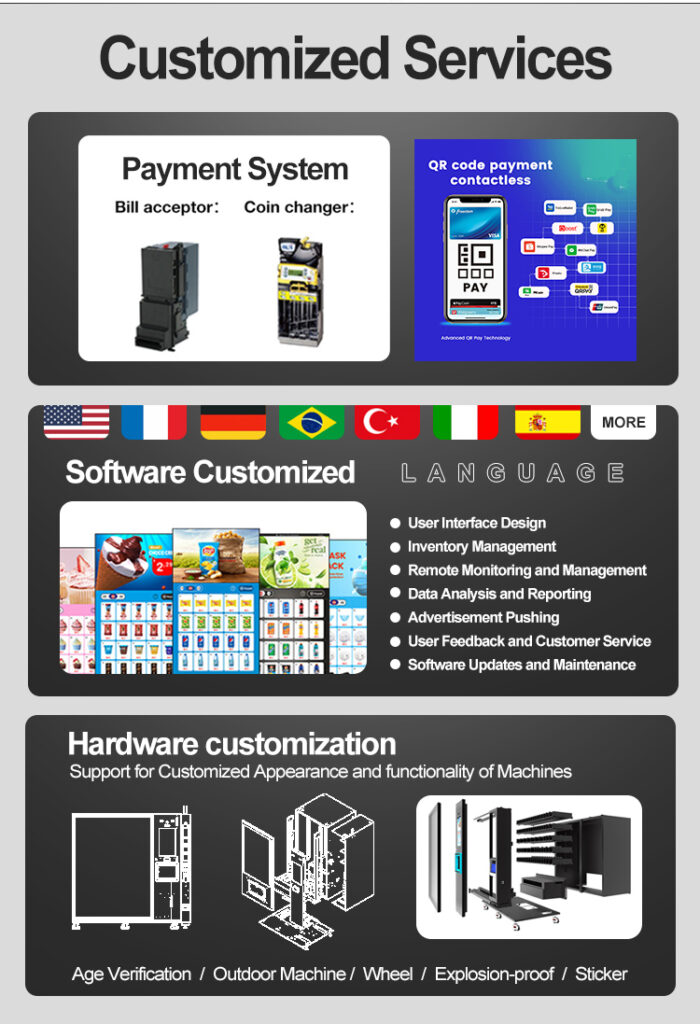 Customized Services
Payment System
Bill acceptor:
Coin changer:
QR code payment
contactless
VISA
PAY
Advanced QR Pay Technology
MORE
Software Customized
LANGUAGE
User Interface Design
Inventory Management
Remote Monitoring and Management
Data Analysis and Reporting
Advertisement Pushing
User Feedback and Customer Service
Software Updates and Maintenance
Hardware customization
Support for Customized Appearance and functionality of Machines
Age Verification / Outdoor Machine / Wheel / Explosion-proof / Sticker